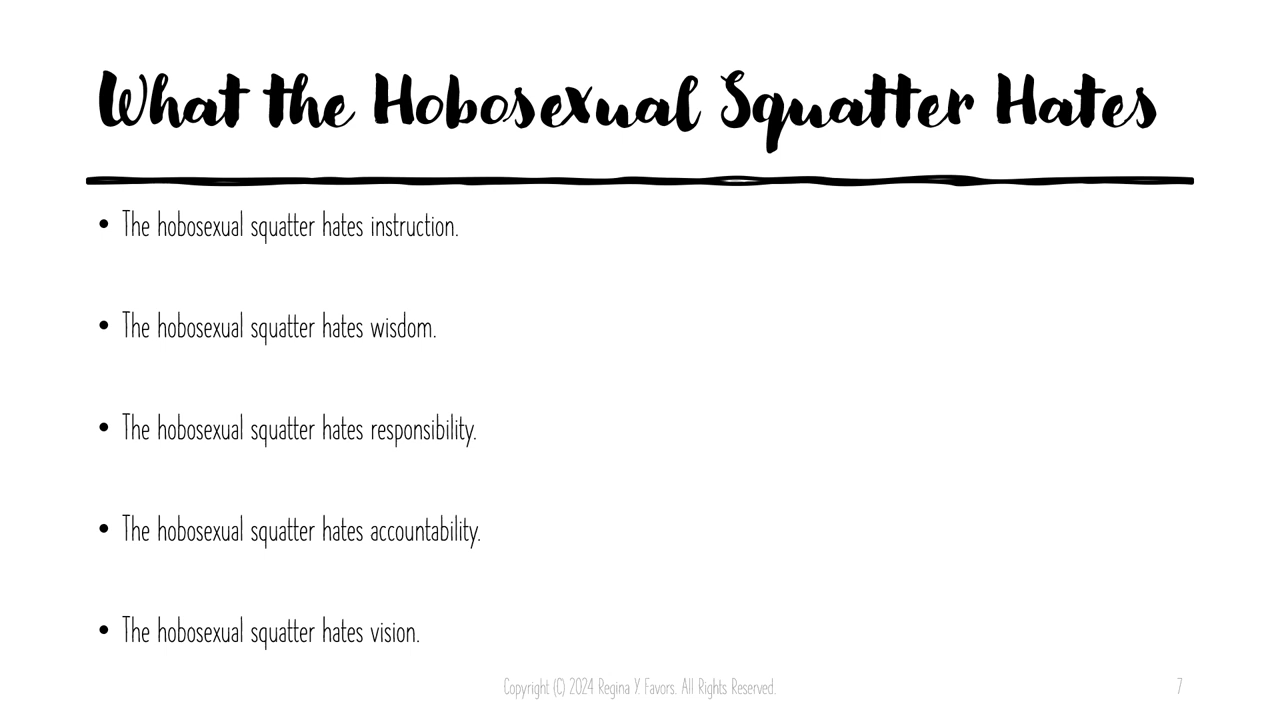 What the Hobosexual Squatter Hates
• The hobosexual squatter hates instruction.
• The hobosexual squatter hates wisdom.
• The hobosexual squatter hates responsibility.
• The hobosexual squatter hates accountability.
• The hobosexual squatter hates vision.
Copyright (C) 2024 Regina Y. Favors. All Rights Reserved.
7